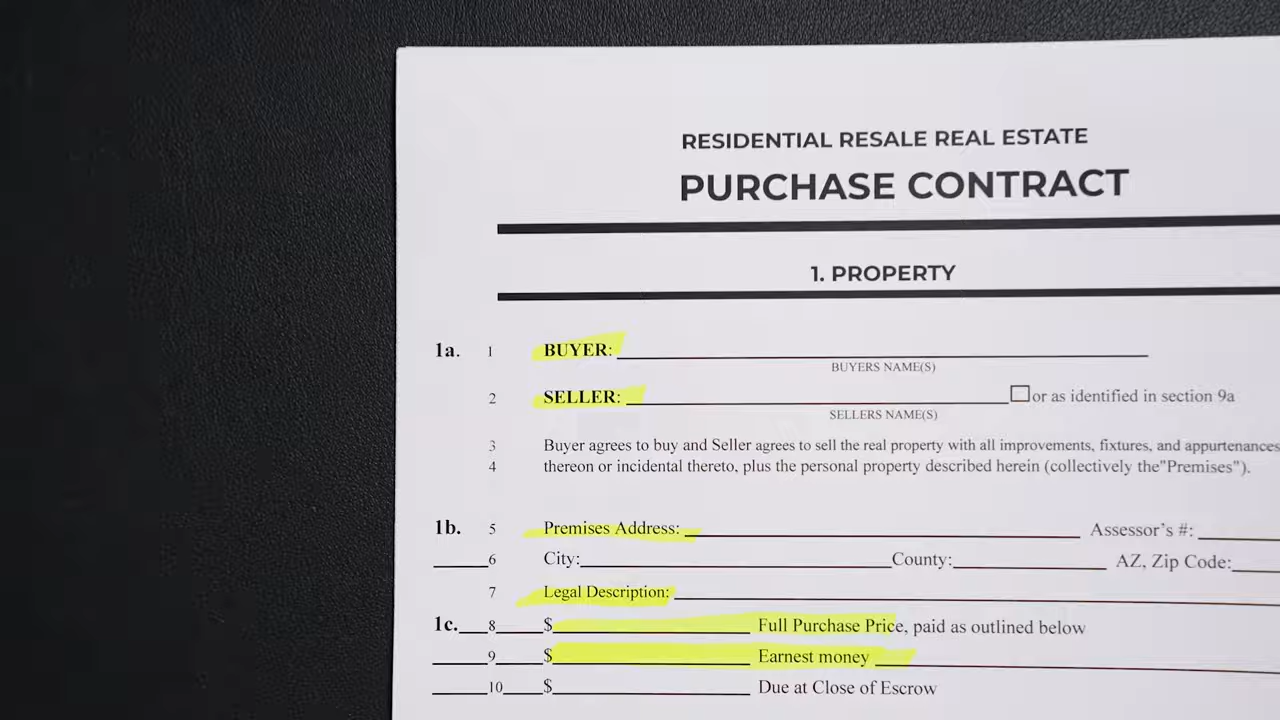 RESIDENTIAL RESALE REAL ESTATE
PURCHASE CONTRACT
1. PROPERTY
1a. 1 BUYER:
BUYERS NAME(S)
2 SELLER: or as identified in section 9a
SELLERS NAME(S)
3 Buyer agrees to buy and Seller agrees to sell the real property with all improvements, fixtures, and appurtenances
4 thereon or incidental thereto, plus the personal property described herein (collectively the"Premises").
1b. 5 Premises Address: Assessor's #:
6 City: County: AZ, Zip Code:
7 Legal Description:
1c. 8 $ Full Purchase Price, paid as outlined below
9 $ Earnest money
10 $ Due at Close of Escrow